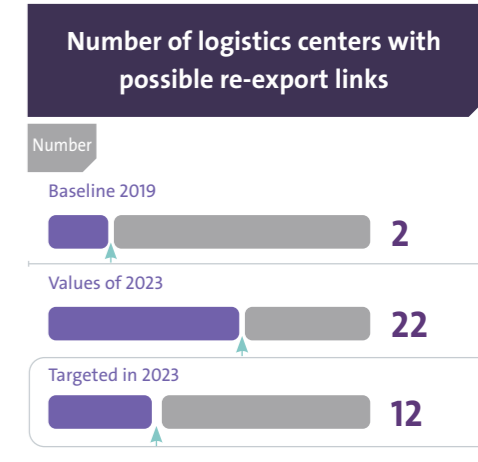 Number of logistics centers with
possible re-export links
Number
Baseline 2019
2
Values of 2023
22
Targeted in 2023
12